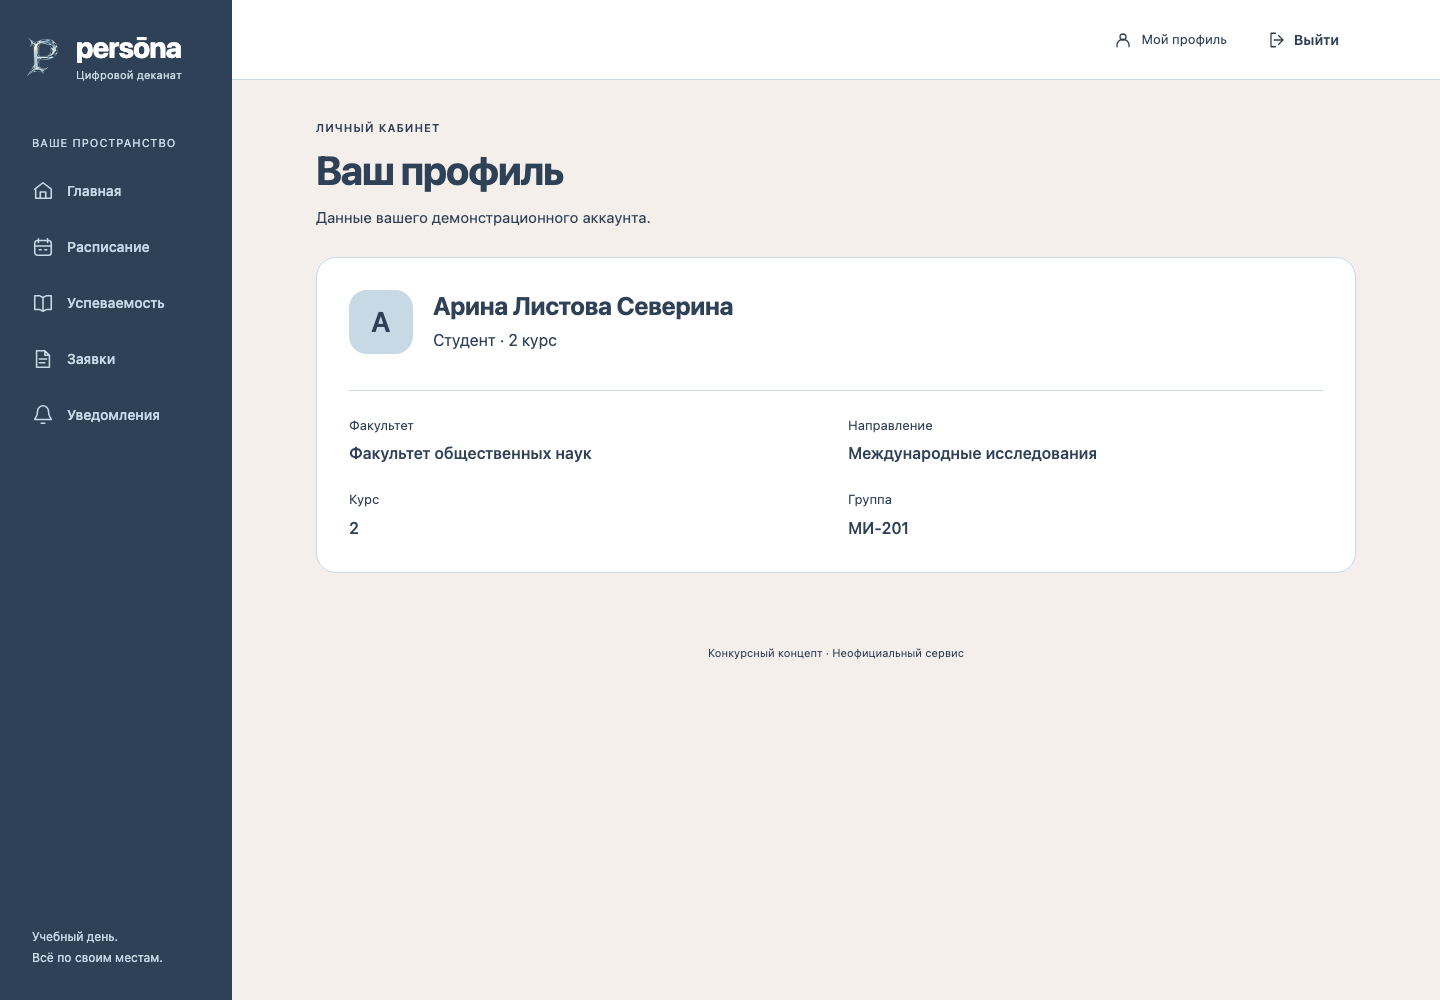 persōna
Цифровой деканат
ВАШЕ ПРОСТРАНСТВО
Главная
Расписание
Успеваемость
Заявки
Уведомления
Учебный день.
Всё по своим местам.
Мой профиль
Выйти
ЛИЧНЫЙ КАБИНЕТ
Ваш профиль
Данные вашего демонстрационного аккаунта.
А
Арина Листова Северина
Студент · 2 курс
Факультет
Факультет общественных наук
Направление
Международные исследования
Курс
2
Группа
МИ-201
Конкурсный концепт · Неофициальный сервис